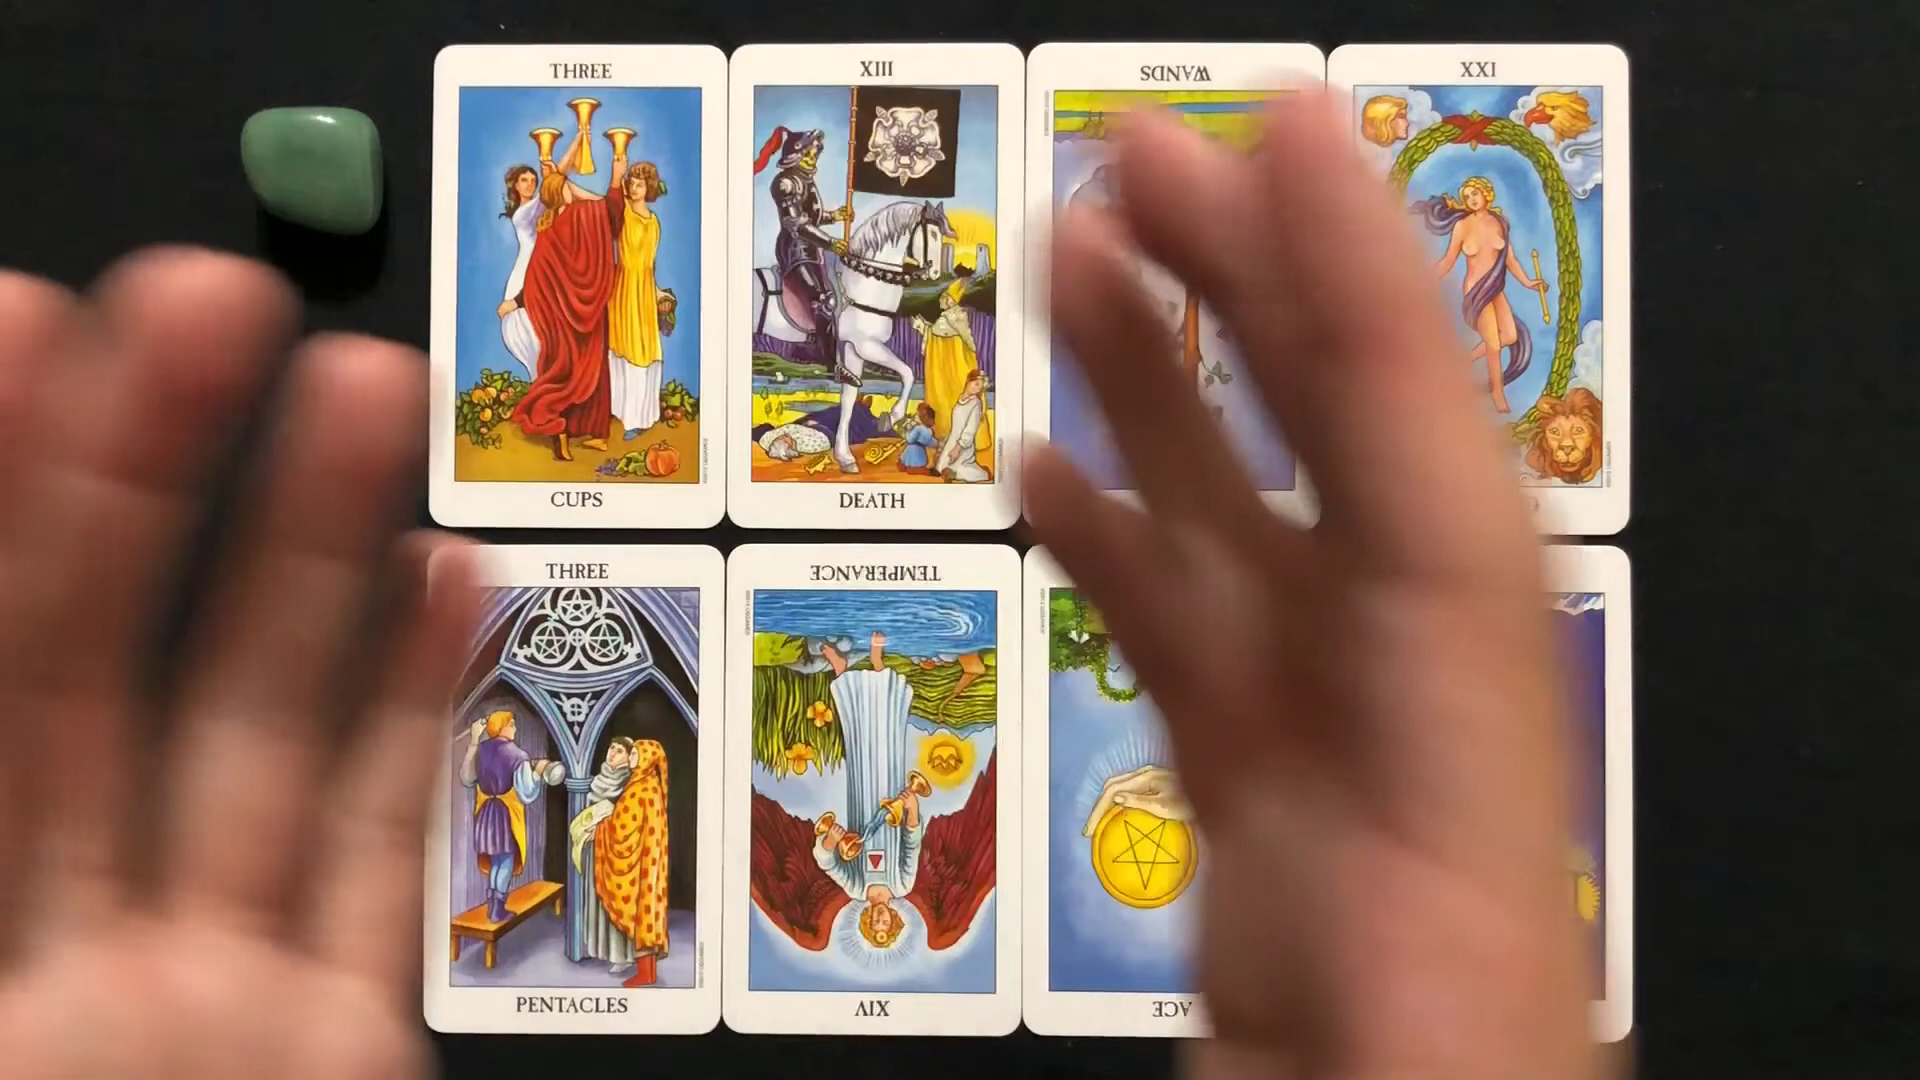 THREE
XIII
WANDS
XXI
CUPS
DEATH
THREE
TEMPERANCE
PENTACLES
XIV
ACE